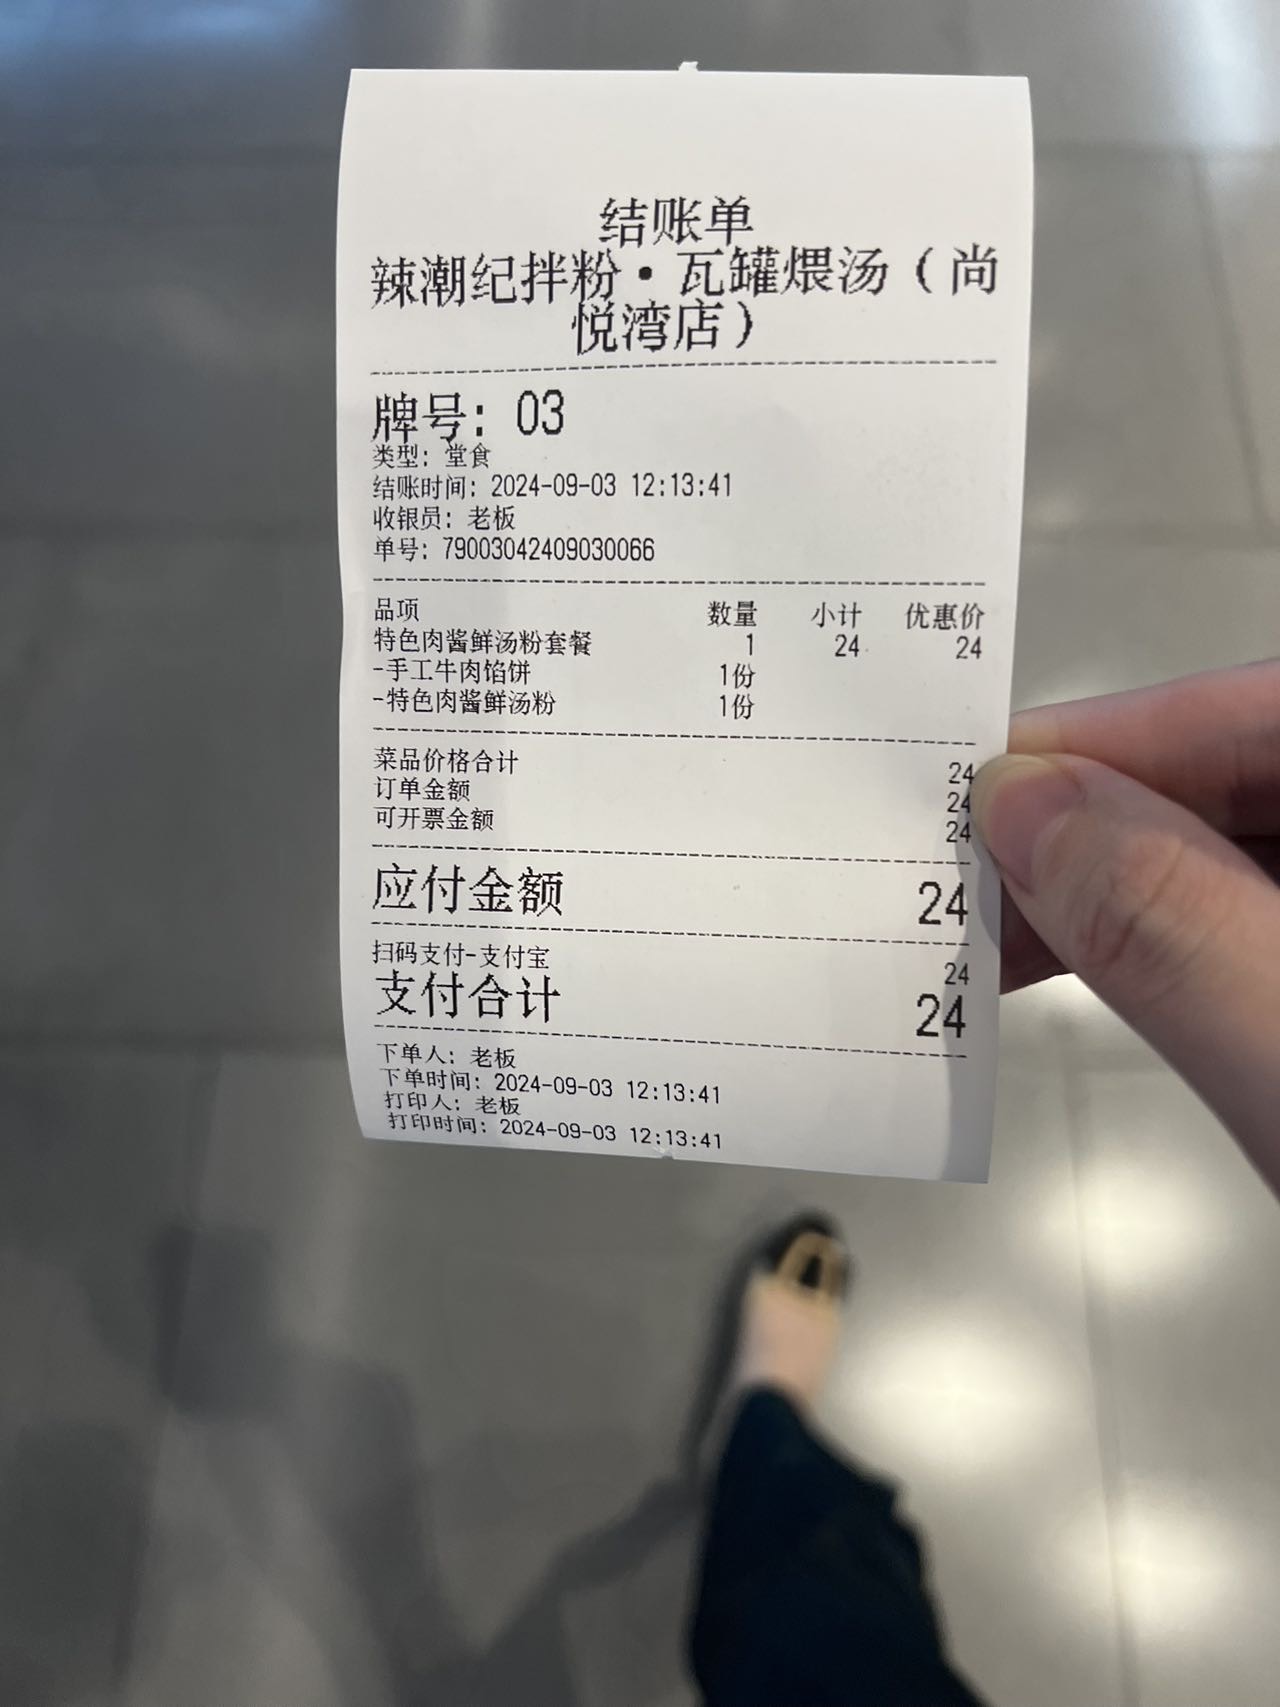 结账单
辣潮纪拌粉·瓦罐煨汤（尚
悦湾店）
牌号：03
类型：堂食
结账时间：2024-09-03 12:13:41
收银员：老板
单号：79003042409030066
品项 数量 小计 优惠价
特色肉酱鲜汤粉套餐 1 24 24
-手工牛肉馅饼 1份
-特色肉酱鲜汤粉 1份
菜品价格合计 24
订单金额 24
可开票金额 24
应付金额 24
扫码支付-支付宝 24
支付合计 24
下单人：老板
下单时间：2024-09-03 12:13:41
打印人：老板
打印时间：2024-09-03 12:13:41